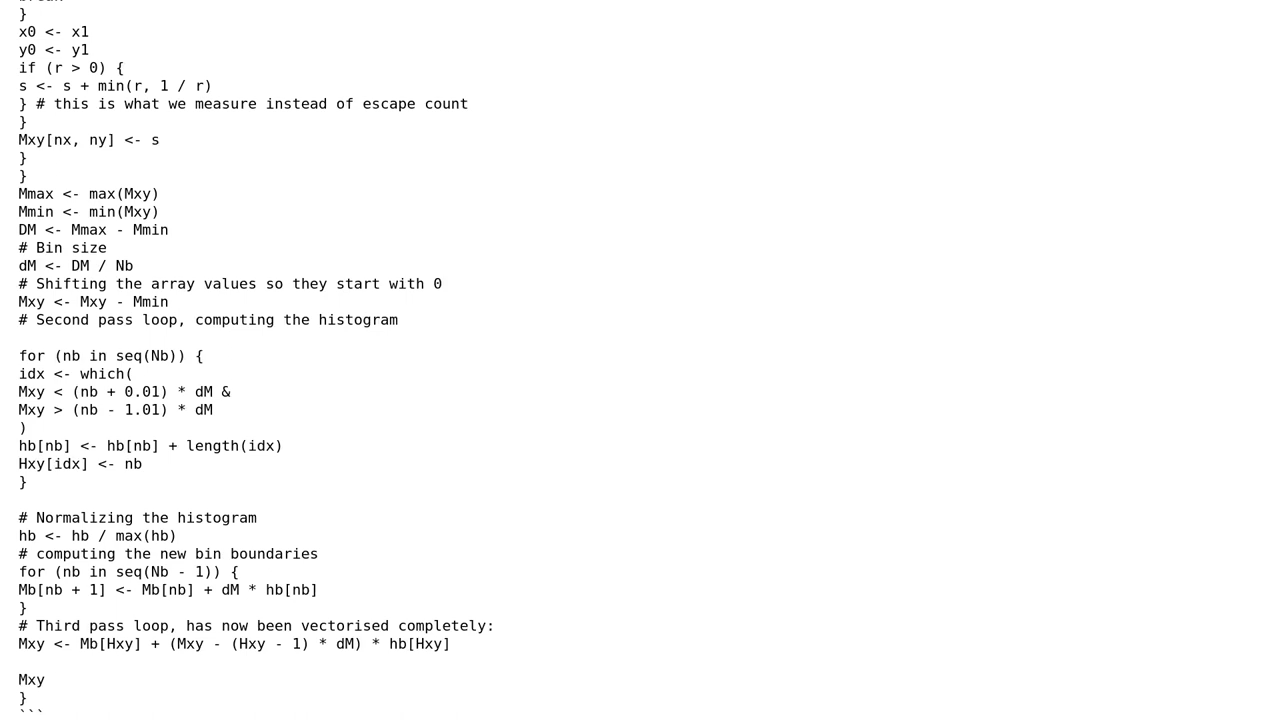 }
x0 <- x1
y0 <- y1
if (r > 0) {
s <- s + min(r, 1 / r)
} # this is what we measure instead of escape count
}
Mxy[nx, ny] <- s
}
}
Mmax <- max(Mxy)
Mmin <- min(Mxy)
DM <- Mmax - Mmin
# Bin size
dM <- DM / Nb
# Shifting the array values so they start with 0
Mxy <- Mxy - Mmin
# Second pass loop, computing the histogram

for (nb in seq(Nb)) {
idx <- which(
Mxy < (nb + 0.01) * dM &
Mxy > (nb - 1.01) * dM
)
hb[nb] <- hb[nb] + length(idx)
Hxy[idx] <- nb
}

# Normalizing the histogram
hb <- hb / max(hb)
# computing the new bin boundaries
for (nb in seq(Nb - 1)) {
Mb[nb + 1] <- Mb[nb] + dM * hb[nb]
}
# Third pass loop, has now been vectorised completely:
Mxy <- Mb[Hxy] + (Mxy - (Hxy - 1) * dM) * hb[Hxy]

Mxy
}
```